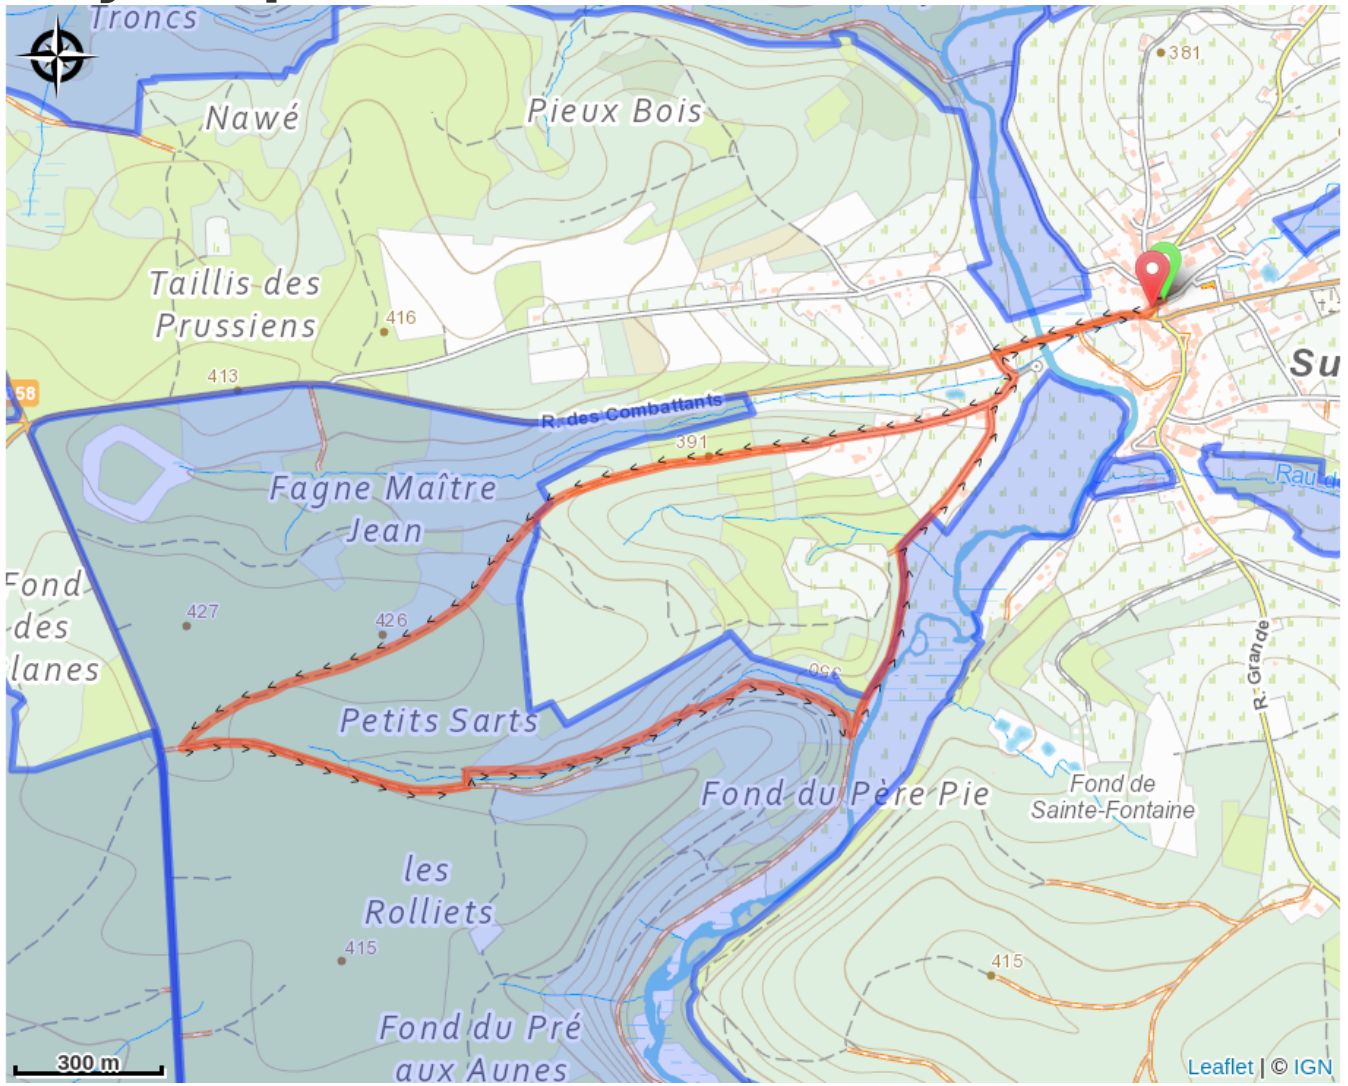 Troncs
381
Nawé
Pieux Bois
Taillis des
Prussiens
416
413
Su
58
R. des Combattants
391
Fagne Maître
Jean
Rau d
Fond
des
lanes
427
426
350
R. Grande
Petits Sarts
Fond du Père Pie
Fond de
Sainte-Fontaine
les
Rolliets
415
415
Fond du Pré
aux Aunes
300 m
Leaflet | © IGN